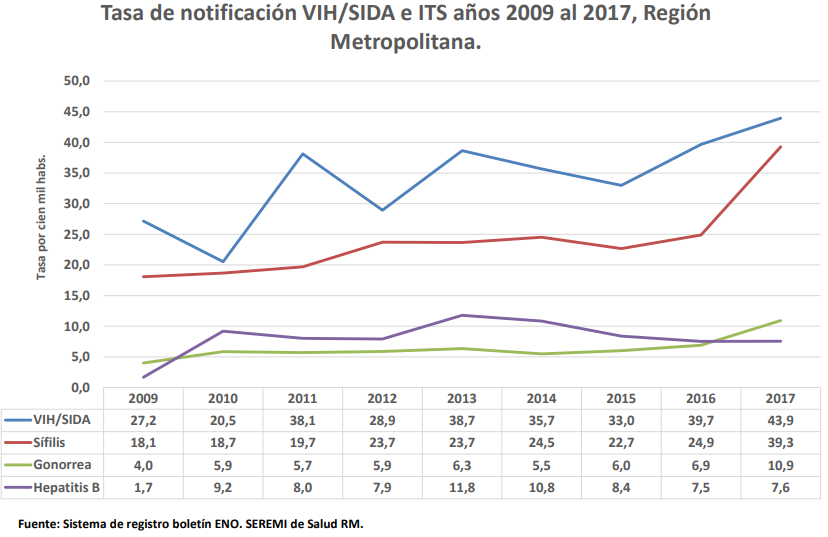 Tasa de notificación VIH/SIDA e ITS años 2009 al 2017, Región
Metropolitana.
Tasa por cien mil habs.
50,0
45,0
40,0
35,0
30,0
25,0
20,0
15,0
10,0
5,0
0,0
2009 2010 2011 2012 2013 2014 2015 2016 2017
VIH/SIDA 27,2 20,5 38,1 28,9 38,7 35,7 33,0 39,7 43,9
Sífilis 18,1 18,7 19,7 23,7 23,7 24,5 22,7 24,9 39,3
Gonorrea 4,0 5,9 5,7 5,9 6,3 5,5 6,0 6,9 10,9
Hepatitis B 1,7 9,2 8,0 7,9 11,8 10,8 8,4 7,5 7,6
Fuente: Sistema de registro boletín ENO. SEREMI de Salud RM.